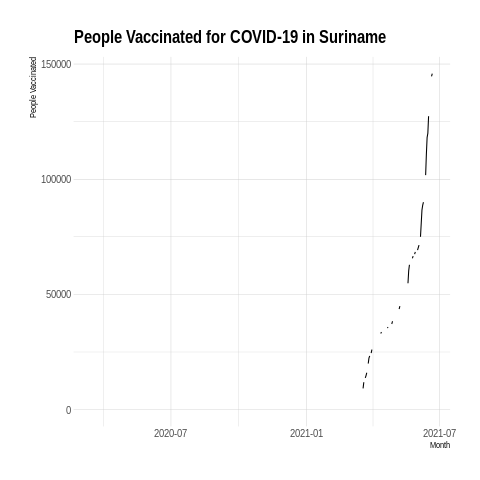 People Vaccinated for COVID-19 in Suriname
People Vaccinated
150000
100000
50000
0
2020-07
2021-01
2021-07
Month